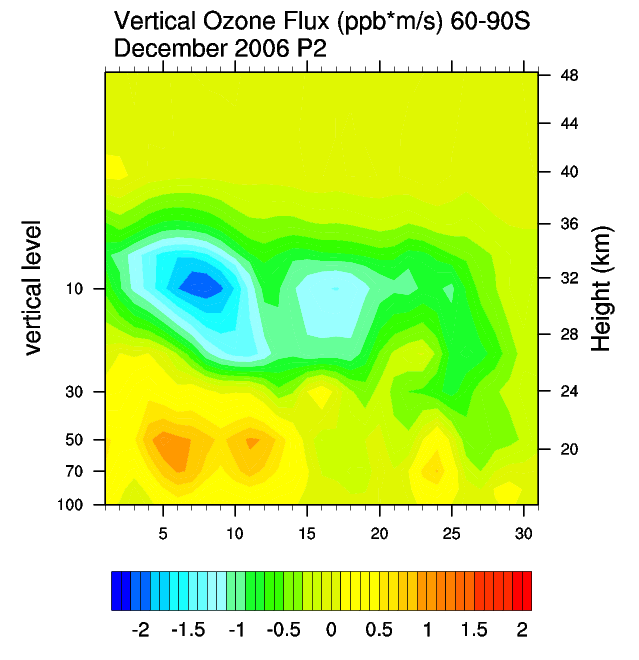 Vertical Ozone Flux (ppb*m/s) 60-90S
December 2006 P2
48
44
40
36
32
28
24
20
Height (km)
vertical level
10
30
50
70
100
5 10 15 20 25 30
-2 -1.5 -1 -0.5 0 0.5 1 1.5 2